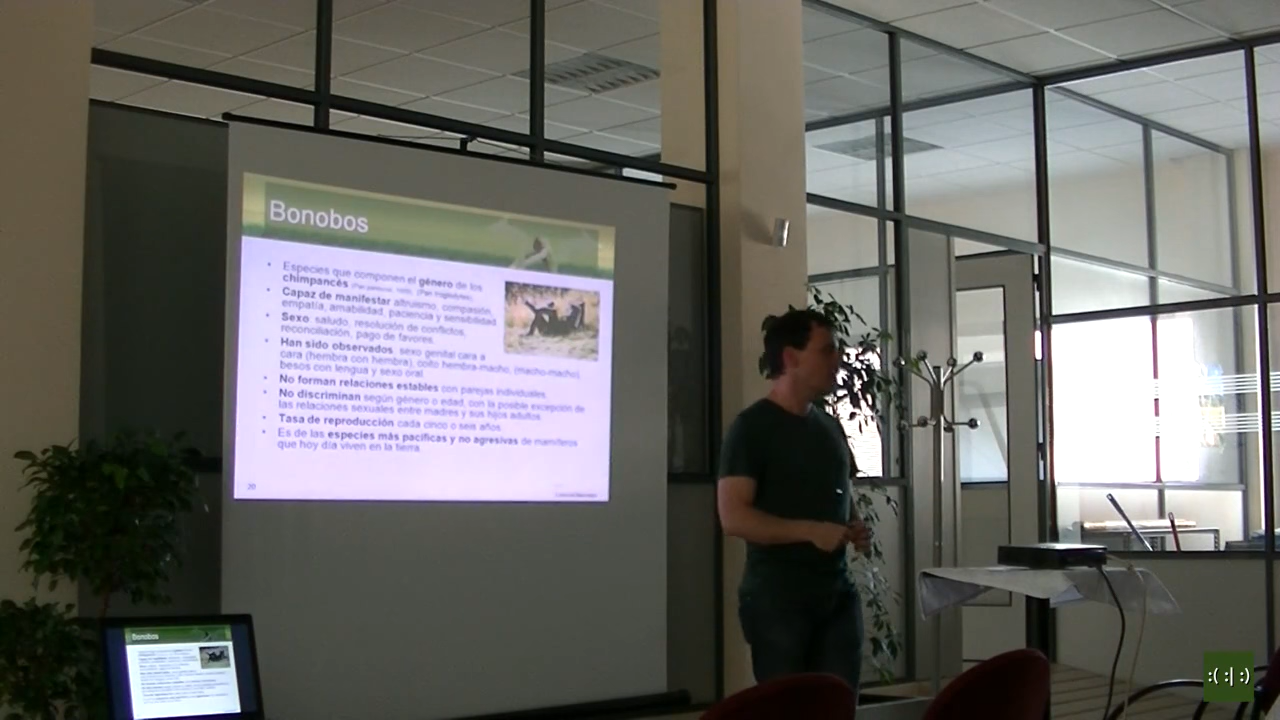 Bonobos
Especies que componen el género de los
chimpancés
Capaz de manifestar altruismo, compasión,
empatía, amabilidad, paciencia y sensibilidad
Sexo: saludo, resolución de conflictos,
reconciliación, pago de favores.
Han sido observados: sexo genital cara a
cara (hembra con hembra), coito hembra-macho, (macho-macho),
besos con lengua y sexo oral.
No forman relaciones estables con parejas individuales.
No discriminan según género o edad, con la posible excepción de
las relaciones sexuales entre madres y sus hijos adultos.
Tasa de reproducción cada cinco o seis años
Es de las especies más pacíficas y no agresivas de mamíferos
que hoy día viven en la tierra.
20
Bonobos
:( :| :)